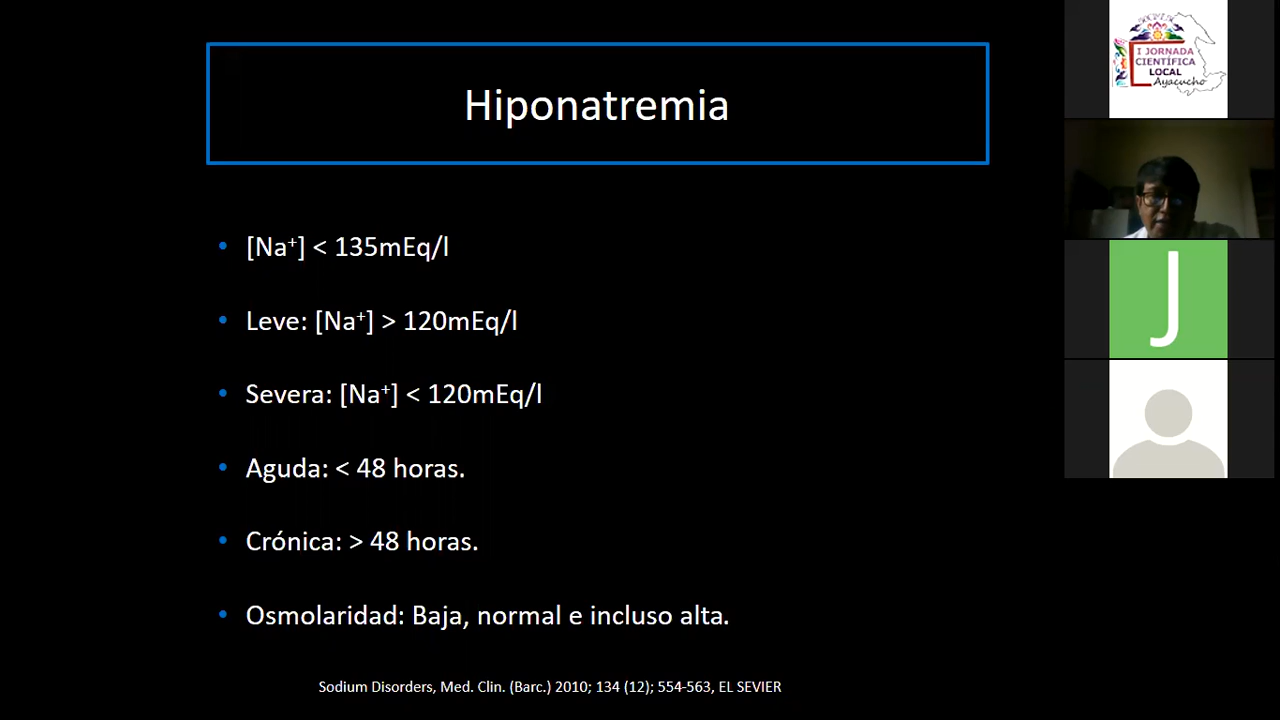 Hiponatremia
[Na⁺] < 135mEq/l
Leve: [Na⁺] > 120mEq/l
Severa: [Na⁺] < 120mEq/l
Aguda: < 48 horas.
Crónica: > 48 horas.
Osmolaridad: Baja, normal e incluso alta.
Sodium Disorders, Med. Clin. (Barc.) 2010; 134 (12); 554-563, EL SEVIER
I JORNADA
CIENTÍFICA
LOCAL
Ayacucho
J